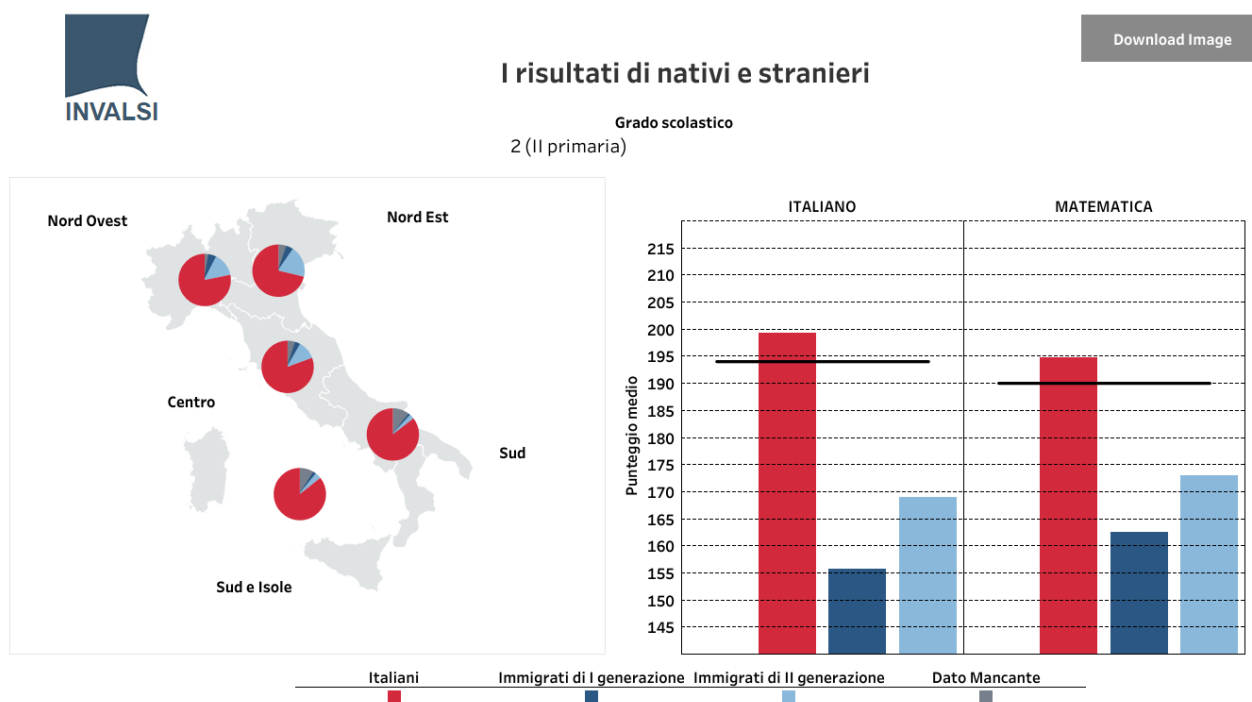 INVALSI
Download Image
I risultati di nativi e stranieri
Grado scolastico
2 (II primaria)
Nord Ovest
Nord Est
Centro
Sud
Sud e Isole
ITALIANO
MATEMATICA
Punteggio medio
215
210
205
200
195
190
185
180
175
170
165
160
155
150
145
Italiani
Immigrati di I generazione
Immigrati di II generazione
Dato Mancante